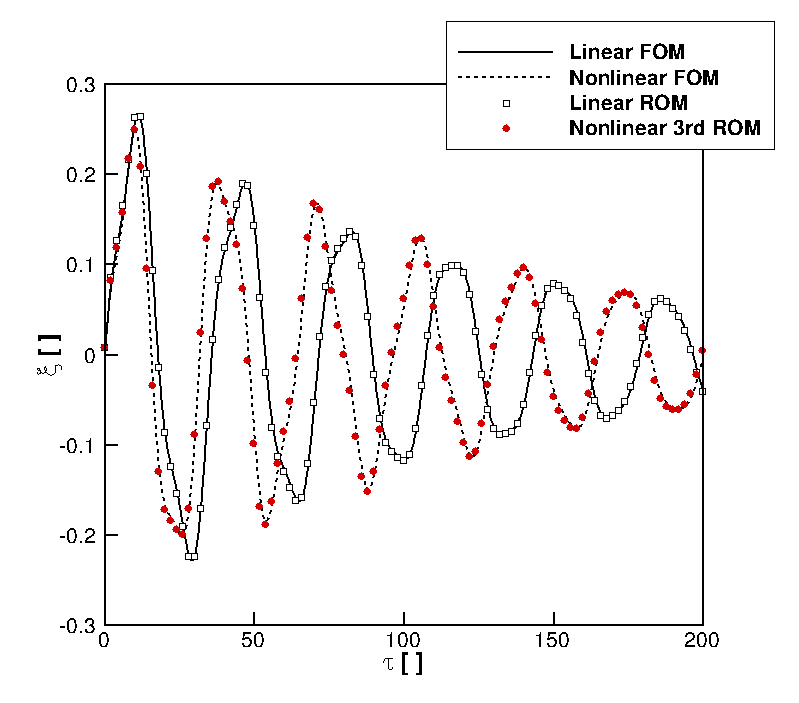 Linear FOM
Nonlinear FOM
Linear ROM
Nonlinear 3rd ROM
0.3
0.2
0.1
0
-0.1
-0.2
-0.3
ξ [ ]
0 50 100 150 200
τ [ ]